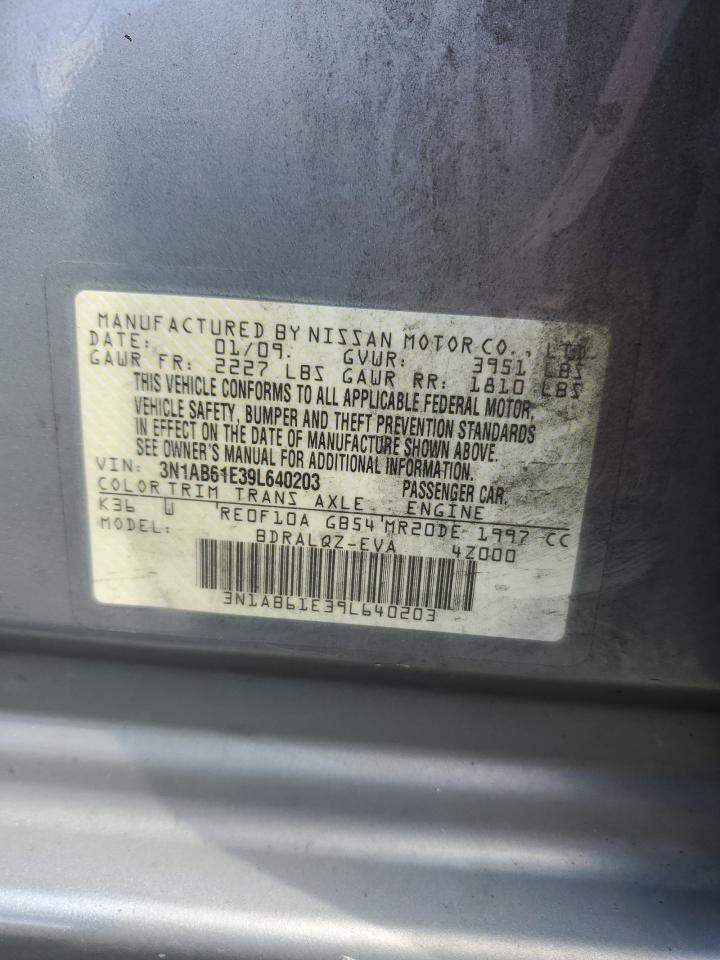 MANUFACTURED BY NISSAN MOTOR CO., LTD.
DATE: 01/09. GVWR: 3951 LBS
GAWR FR: 2227 LBS GAWR RR: 1810 LBS
THIS VEHICLE CONFORMS TO ALL APPLICABLE FEDERAL MOTOR,
VEHICLE SAFETY, BUMPER AND THEFT PREVENTION STANDARDS
IN EFFECT ON THE DATE OF MANUFACTURE SHOWN ABOVE.
SEE OWNER'S MANUAL FOR ADDITIONAL INFORMATION.
VIN: 3N1AB61E39L640203 PASSENGER CAR.
COLOR TRIM TRANS AXLE ENGINE
K36 W RE0F10A GB54 MR20DE 1997 CC
MODEL: BDRALQZ-EVA 4Z000
3N1AB61E39L640203